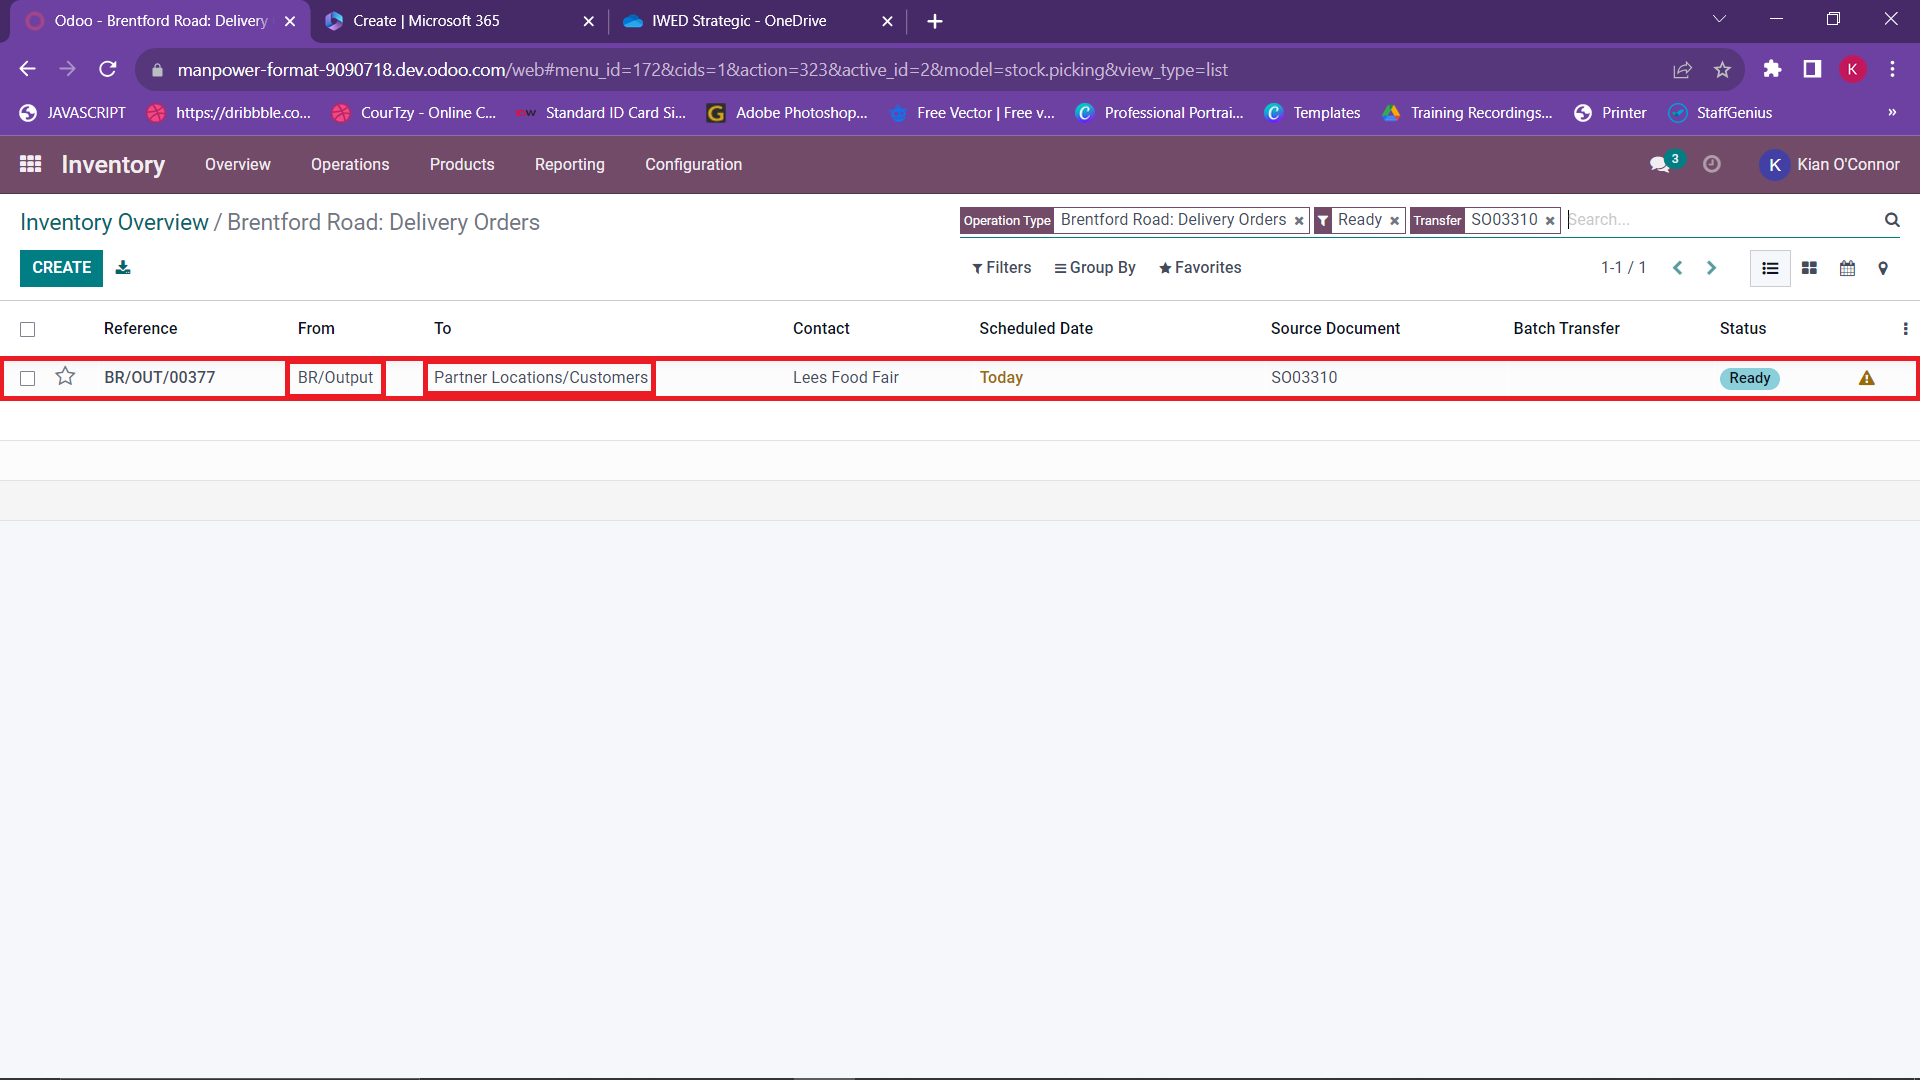 Odoo - Brentford Road: Delivery
Create | Microsoft 365
IWED Strategic - OneDrive
manpower-format-9090718.dev.odoo.com/web#menu_id=172&cids=1&action=323&active_id=2&model=stock.picking&view_type=list
K
JAVASCRIPT
https://dribbble.co...
CourTzy - Online C...
Standard ID Card Si...
Adobe Photoshop...
Free Vector | Free v...
Professional Portrai...
Templates
Training Recordings...
Printer
StaffGenius
»
Inventory
Overview
Operations
Products
Reporting
Configuration
3
K
Kian O'Connor
Inventory Overview / Brentford Road: Delivery Orders
Operation Type Brentford Road: Delivery Orders
Ready
Transfer SO03310
Search...
CREATE
Filters
Group By
Favorites
1-1 / 1
Reference From To Contact Scheduled Date Source Document Batch Transfer Status
BR/OUT/00377 BR/Output Partner Locations/Customers Lees Food Fair Today SO03310 Ready